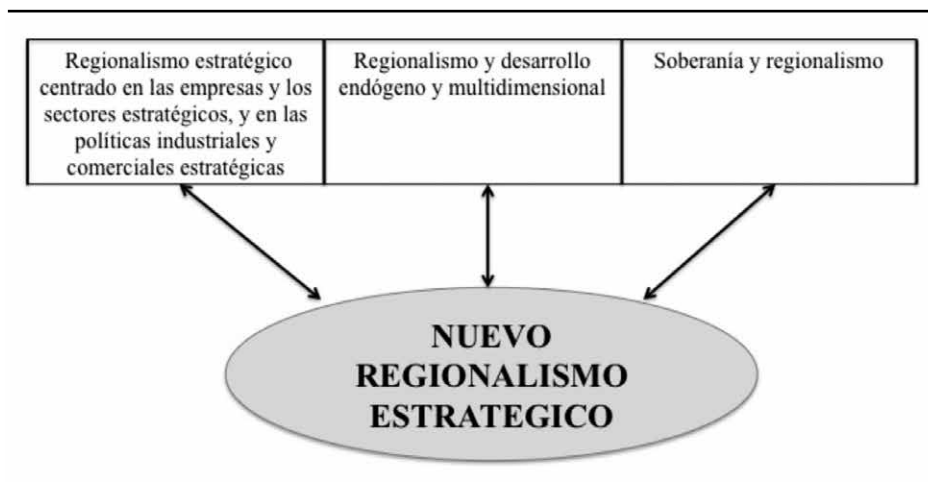 Regionalismo estratégico
centrado en las empresas y los
sectores estratégicos, y en las
políticas industriales y
comerciales estratégicas
Regionalismo y desarrollo
endógeno y multidimensional
Soberanía y regionalismo
NUEVO
REGIONALISMO
ESTRATEGICO